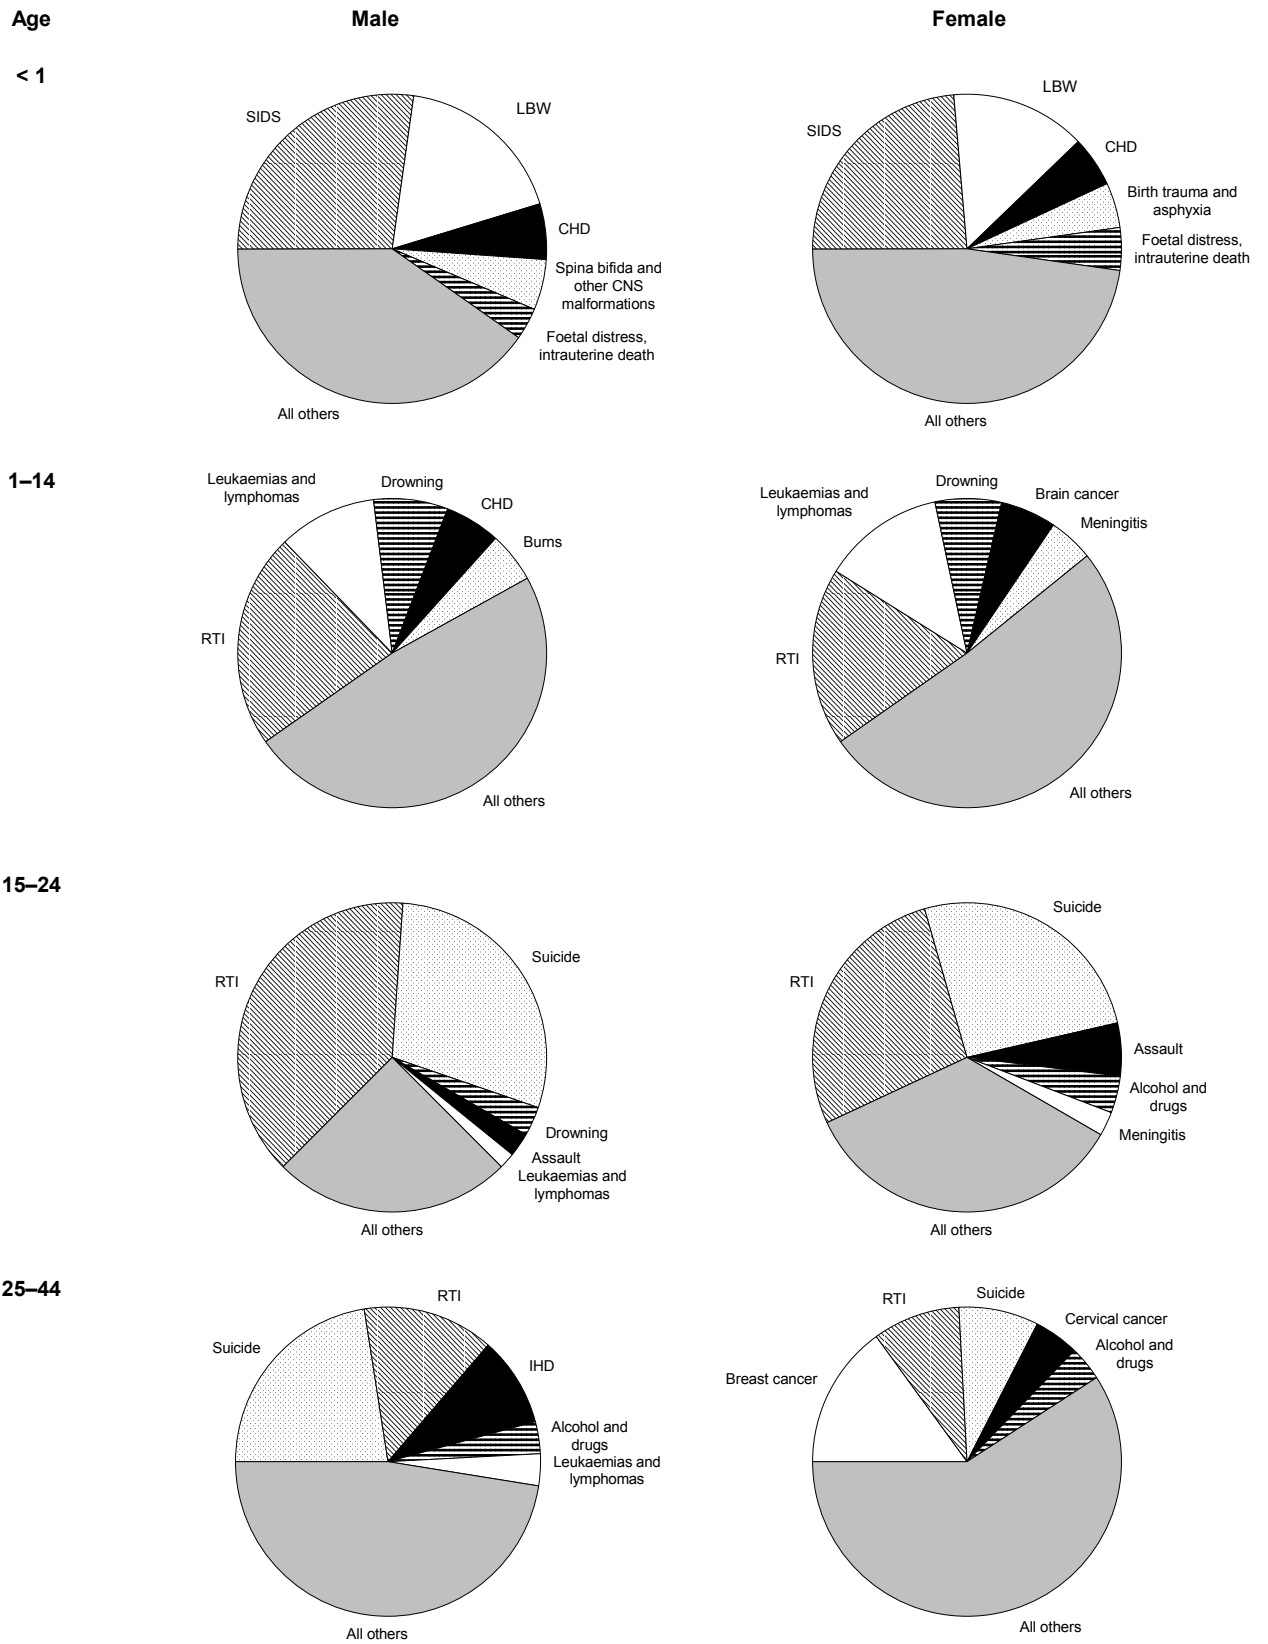 Age
Male
Female
< 1
SIDS
LBW
CHD
Spina bifida and
other CNS
malformations
Foetal distress,
intrauterine death
All others
SIDS
LBW
CHD
Birth trauma and
asphyxia
Foetal distress,
intrauterine death
All others
1–14
Leukaemias and
lymphomas
Drowning
CHD
Burns
RTI
All others
Leukaemias and
lymphomas
Drowning
Brain cancer
Meningitis
RTI
All others
15–24
RTI
Suicide
Drowning
Assault
Leukaemias and
lymphomas
All others
RTI
Suicide
Assault
Alcohol and
drugs
Meningitis
All others
25–44
Suicide
RTI
IHD
Alcohol and
drugs
Leukaemias and
lymphomas
All others
Breast cancer
RTI
Suicide
Cervical cancer
Alcohol and
drugs
All others